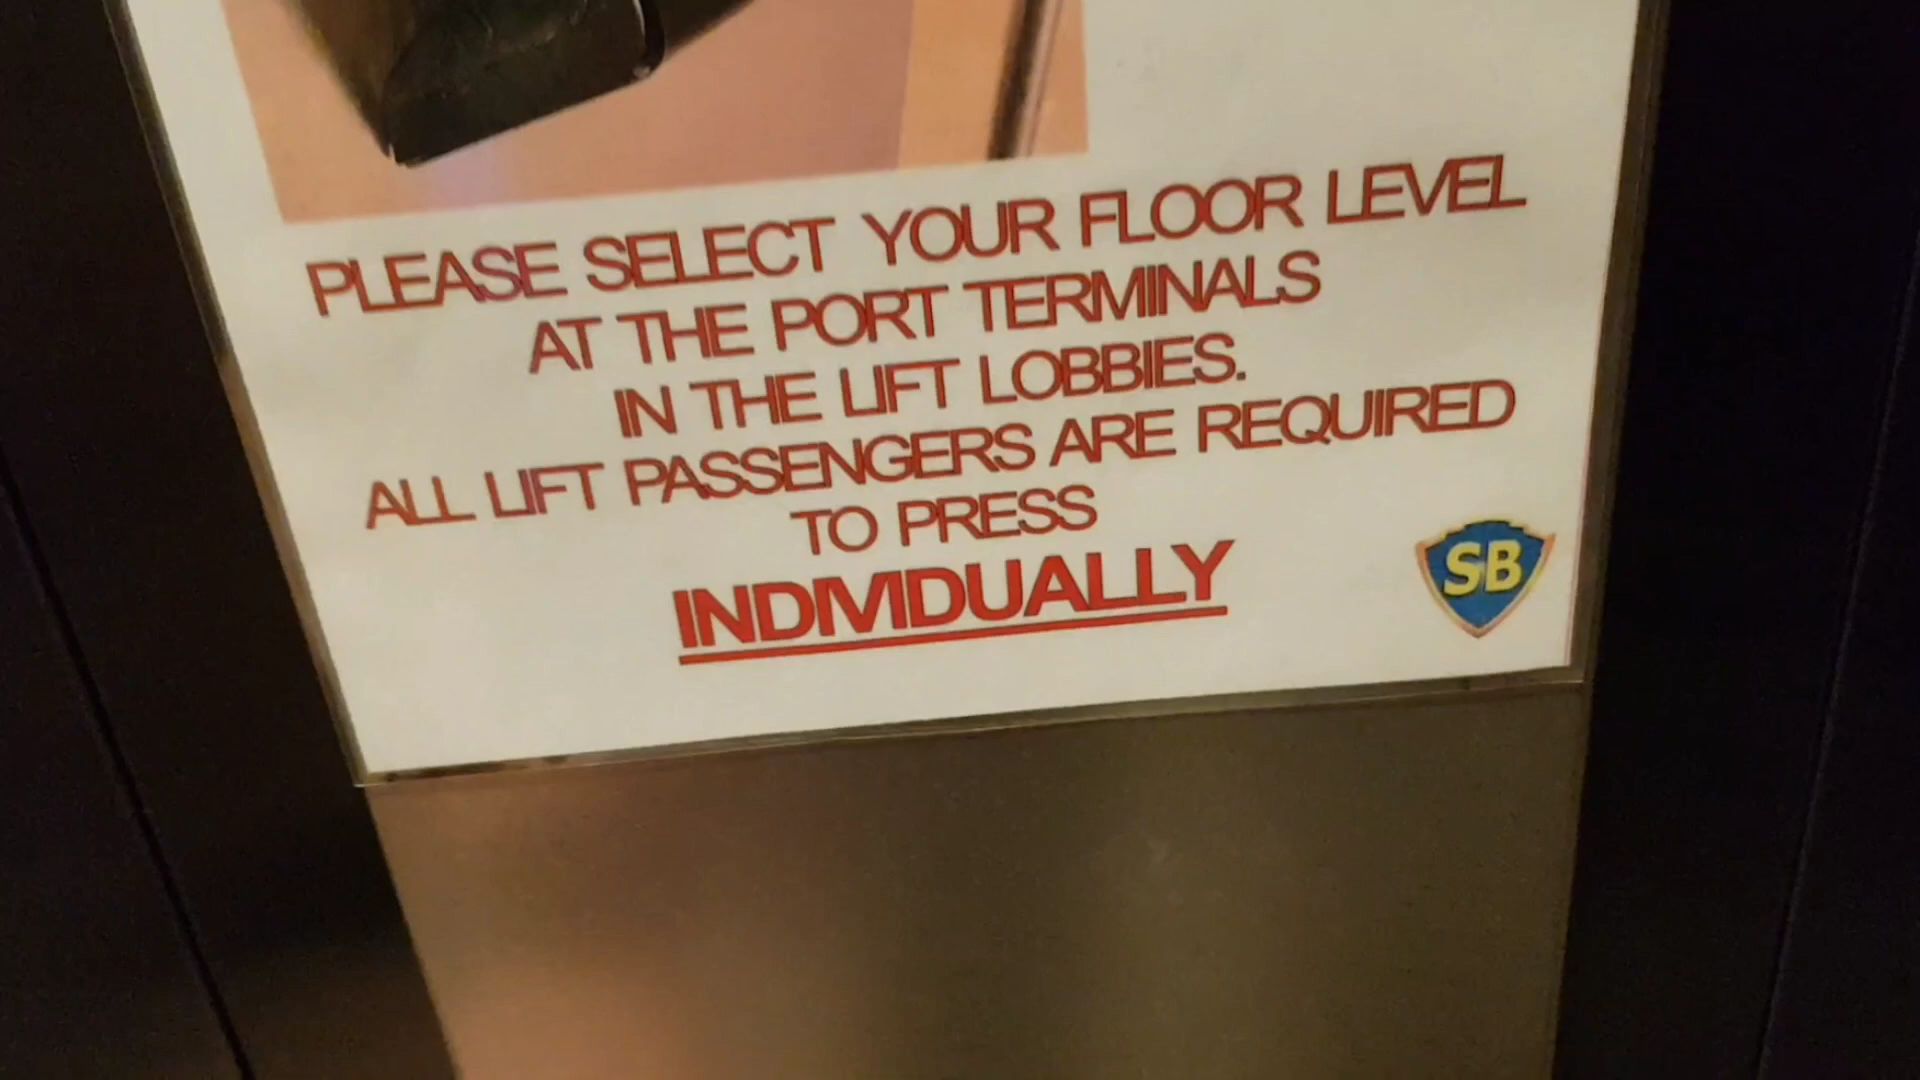 PLEASE SELECT YOUR FLOOR LEVEL
AT THE PORT TERMINALS
IN THE LIFT LOBBIES.
ALL LIFT PASSENGERS ARE REQUIRED
TO PRESS
INDIVIDUALLY
SB